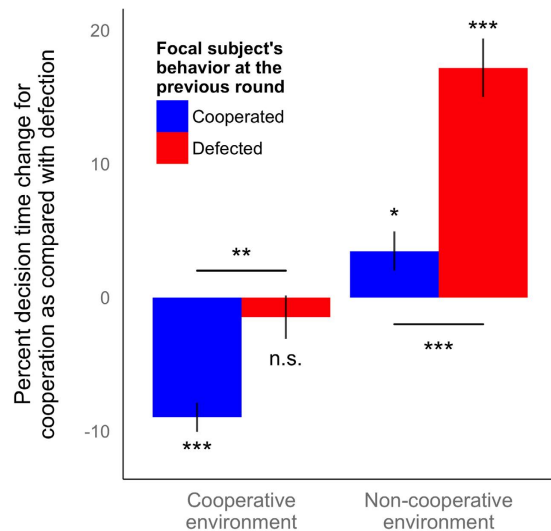 Percent decision time change for
cooperation as compared with defection
20
10
0
-10
Focal subject's
behavior at the
previous round
Cooperated
Defected
***
**
n.s.
*
***
***
Cooperative
environment
Non-cooperative
environment